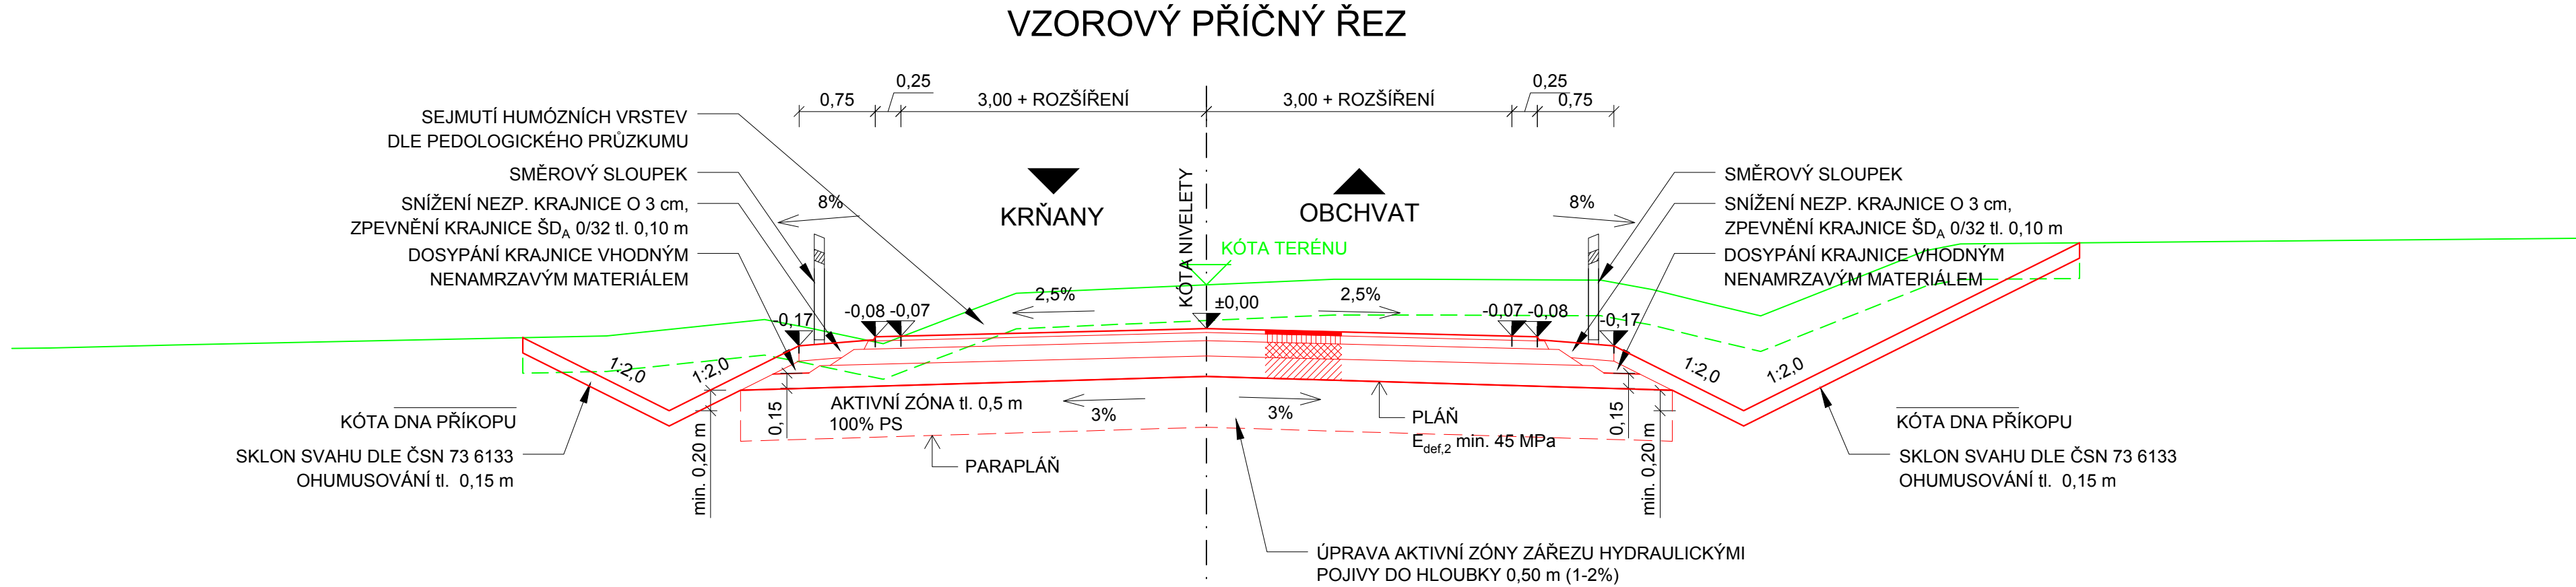 VZOROVÝ PŘÍČNÝ ŘEZ
0,25
0,25
0,75
3,00 + ROZŠÍŘENÍ
3,00 + ROZŠÍŘENÍ
0,75
SEJMUTÍ HUMÓZNÍCH VRSTEV
DLE PEDOLOGICKÉHO PRŮZKUMU
SMĚROVÝ SLOUPEK
SNÍŽENÍ NEZP. KRAJNICE O 3 cm,
ZPEVNĚNÍ KRAJNICE ŠDA 0/32 tl. 0,10 m
DOSYPÁNÍ KRAJNICE VHODNÝM
NENAMRZAVÝM MATERIÁLEM
8%
KRŇANY
KÓTA NIVELETY
OBCHVAT
8%
SMĚROVÝ SLOUPEK
SNÍŽENÍ NEZP. KRAJNICE O 3 cm,
ZPEVNĚNÍ KRAJNICE ŠDA 0/32 tl. 0,10 m
DOSYPÁNÍ KRAJNICE VHODNÝM
NENAMRZAVÝM MATERIÁLEM
KÓTA TERÉNU
2,5%
±0,00
2,5%
-0,17
-0,08
-0,07
-0,07
-0,08
-0,17
1:2,0
1:2,0
1:2,0
1:2,0
KÓTA DNA PŘÍKOPU
SKLON SVAHU DLE ČSN 73 6133
OHUMUSOVÁNÍ tl. 0,15 m
min. 0,20 m
0,15
AKTIVNÍ ZÓNA tl. 0,5 m
100% PS
3%
3%
PARAPLÁŇ
PLÁŇ
Edef,2 min. 45 MPa
0,15
min. 0,20 m
KÓTA DNA PŘÍKOPU
SKLON SVAHU DLE ČSN 73 6133
OHUMUSOVÁNÍ tl. 0,15 m
ÚPRAVA AKTIVNÍ ZÓNY ZÁŘEZU HYDRAULICKÝMI
POJIVY DO HLOUBKY 0,50 m (1-2%)